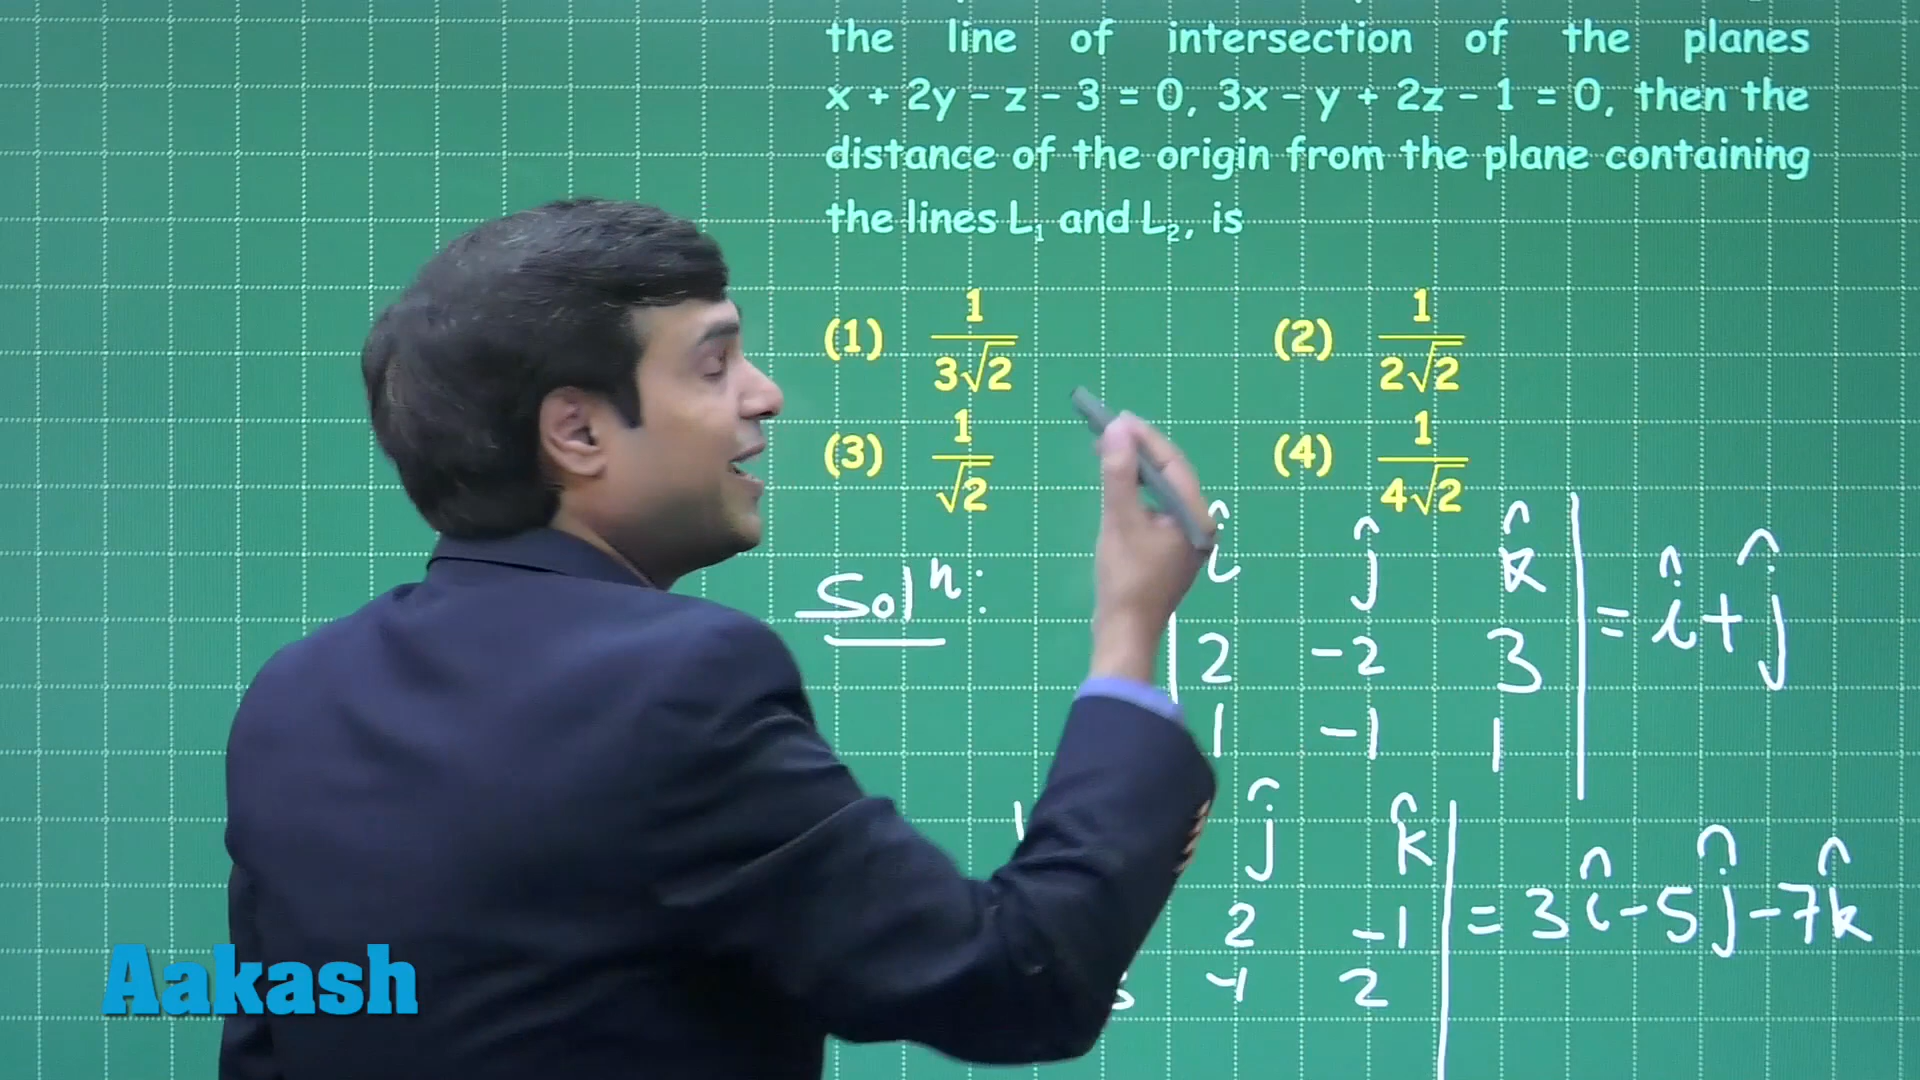 the line of intersection of the planes
x + 2y - z - 3 = 0, 3x - y + 2z - 1 = 0, then the
distance of the origin from the plane containing
the lines L₁ and L₂, is
(1) 1/(3√2) (2) 1/(2√2)
(3) 1/√2 (4) 1/(4√2)
Solⁿ:
| î ĵ k̂ |
| 2 -2 3 | = î + ĵ
| 1 -1 1 |
ĵ k̂ |
2 -1 | = 3î - 5ĵ - 7k̂
2 |
Aakash